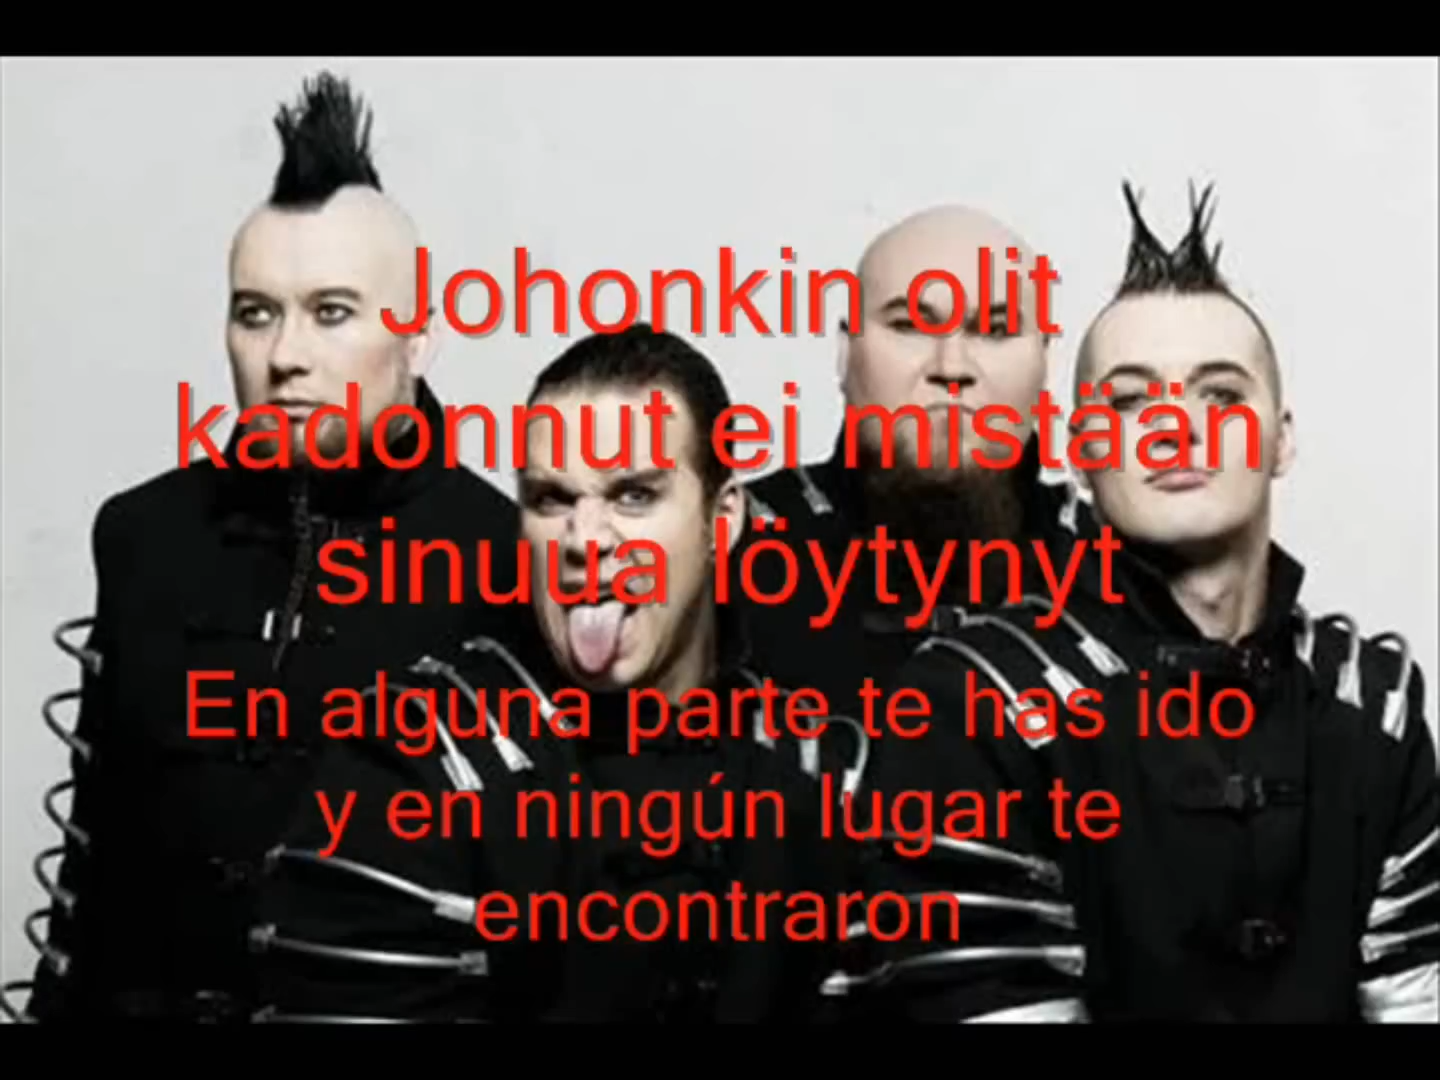 Johonkin olit
kadonnut ei mistään
sinuua löytynyt
En alguna parte te has ido
y en ningún lugar te
encontraron